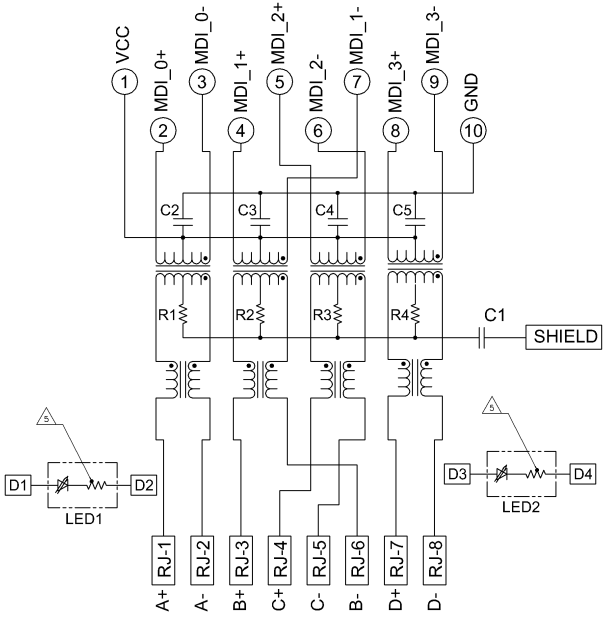 VCC
MDI_0+
MDI_0-
MDI_1+
MDI_2+
MDI_2-
MDI_1-
MDI_3+
MDI_3-
GND
1
2
3
4
5
6
7
8
9
10
C2
C3
C4
C5
R1
R2
R3
R4
C1
SHIELD
5
D1
D2
LED1
5
D3
D4
LED2
RJ-1
RJ-2
RJ-3
RJ-4
RJ-5
RJ-6
RJ-7
RJ-8
A+
A-
B+
C+
C-
B-
D+
D-